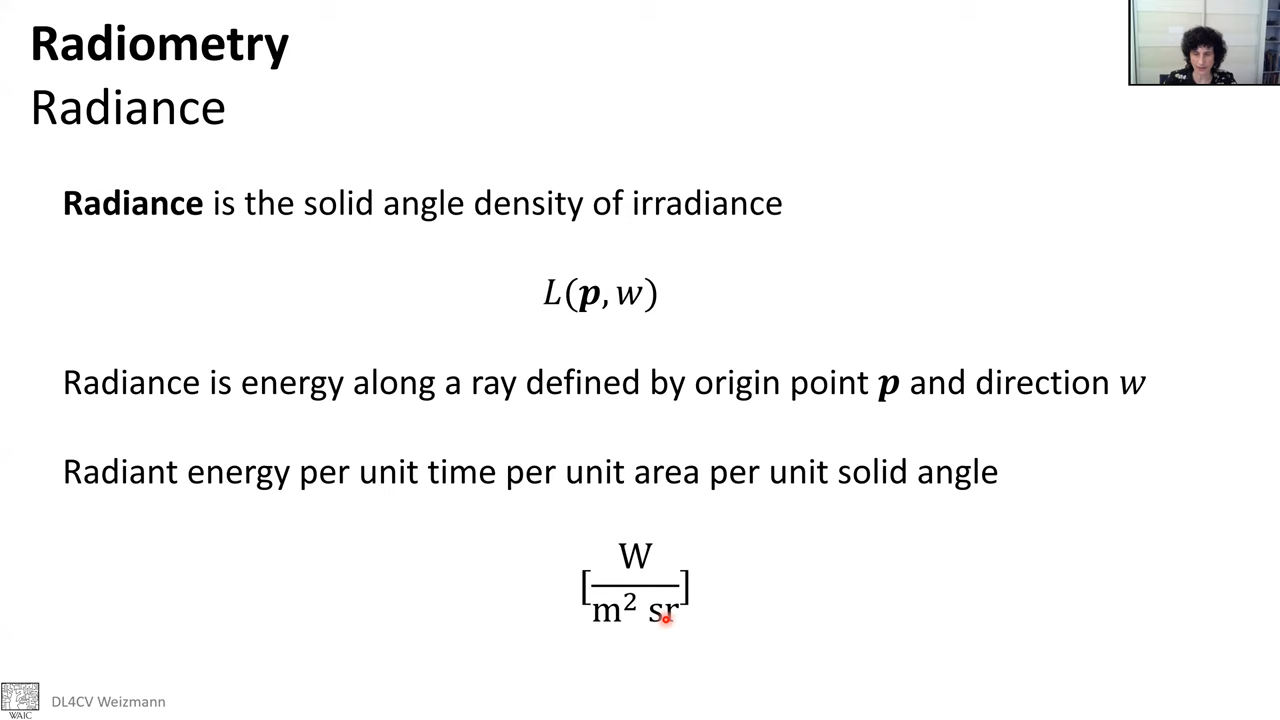 Radiometry
Radiance
Radiance is the solid angle density of irradiance
L(p, w)
Radiance is energy along a ray defined by origin point p and direction w
Radiant energy per unit time per unit area per unit solid angle
[W / m² sr]
DL4CV Weizmann
WAIC